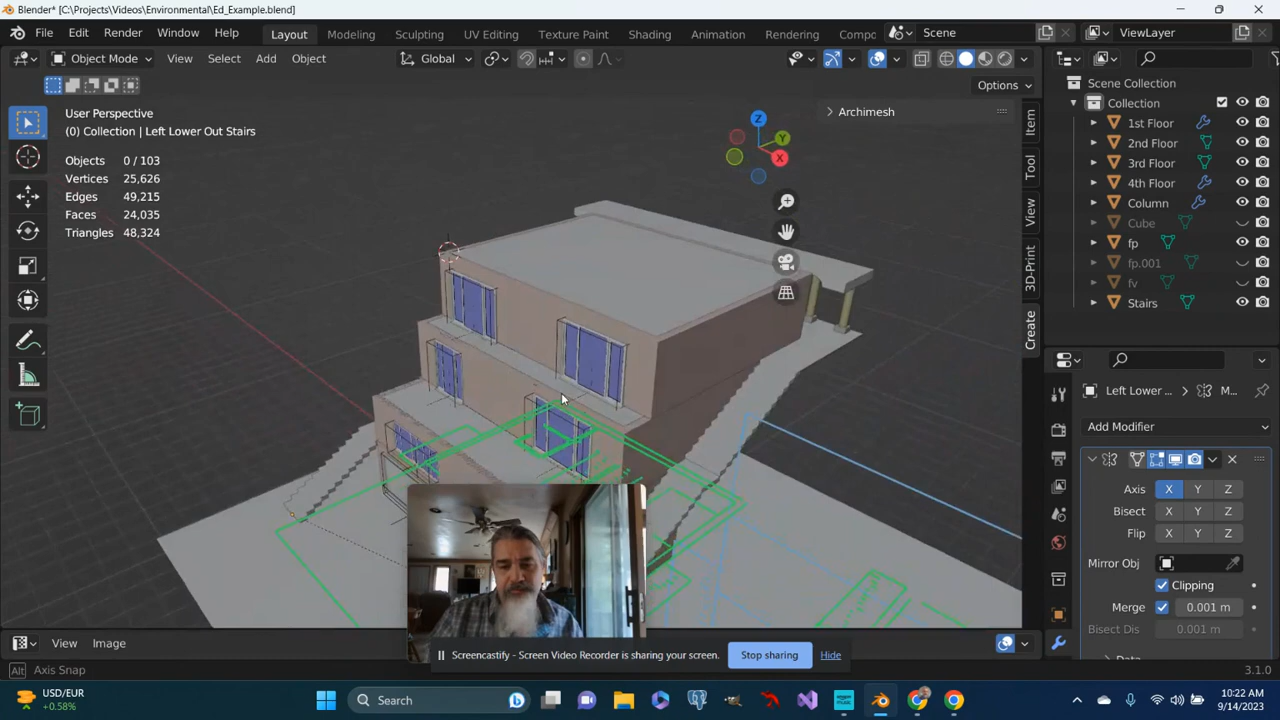 Blender* [C:\Projects\Videos\Environmental\Ed_Example.blend]
File Edit Render Window Help Layout Modeling Sculpting UV Editing Texture Paint Shading Animation Rendering Compo Scene ViewLayer
Object Mode View Select Add Object Global
Options
User Perspective
(0) Collection | Left Lower Out Stairs
Objects 0 / 103
Vertices 25,626
Edges 49,215
Faces 24,035
Triangles 48,324
Archimesh
Z
Y
X
Item
Tool
View
3D-Print
Create
Scene Collection
Collection
1st Floor
2nd Floor
3rd Floor
4th Floor
Column
Cube
fp
fp.001
fv
Stairs
Left Lower ... M...
Add Modifier
Axis X Y Z
Bisect X Y Z
Flip X Y Z
Mirror Obj
Clipping
Merge 0.001 m
Bisect Dis 0.001 m
Data
View Image
Screencastify - Screen Video Recorder is sharing your screen. Stop sharing Hide
Alt Axis Snap 3.1.0
USD/EUR
+0.58%
Search
10:22 AM
9/14/2023